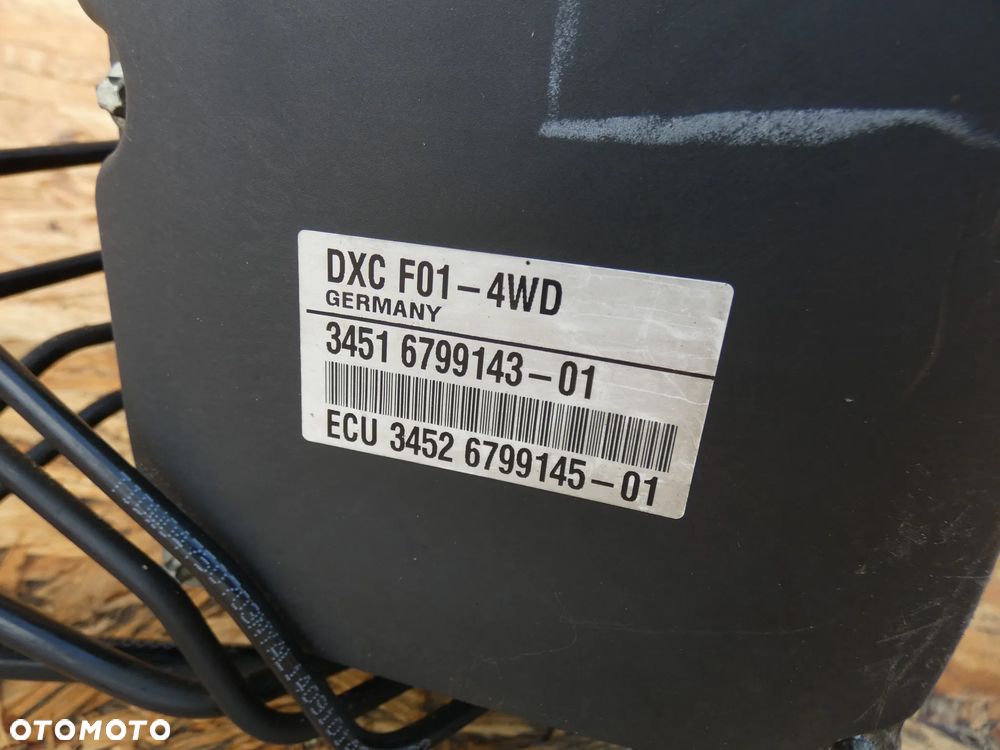 DXC F01-4WD
GERMANY
3451 6799143-01
ECU 3452 6799145-01
OTOMOTO